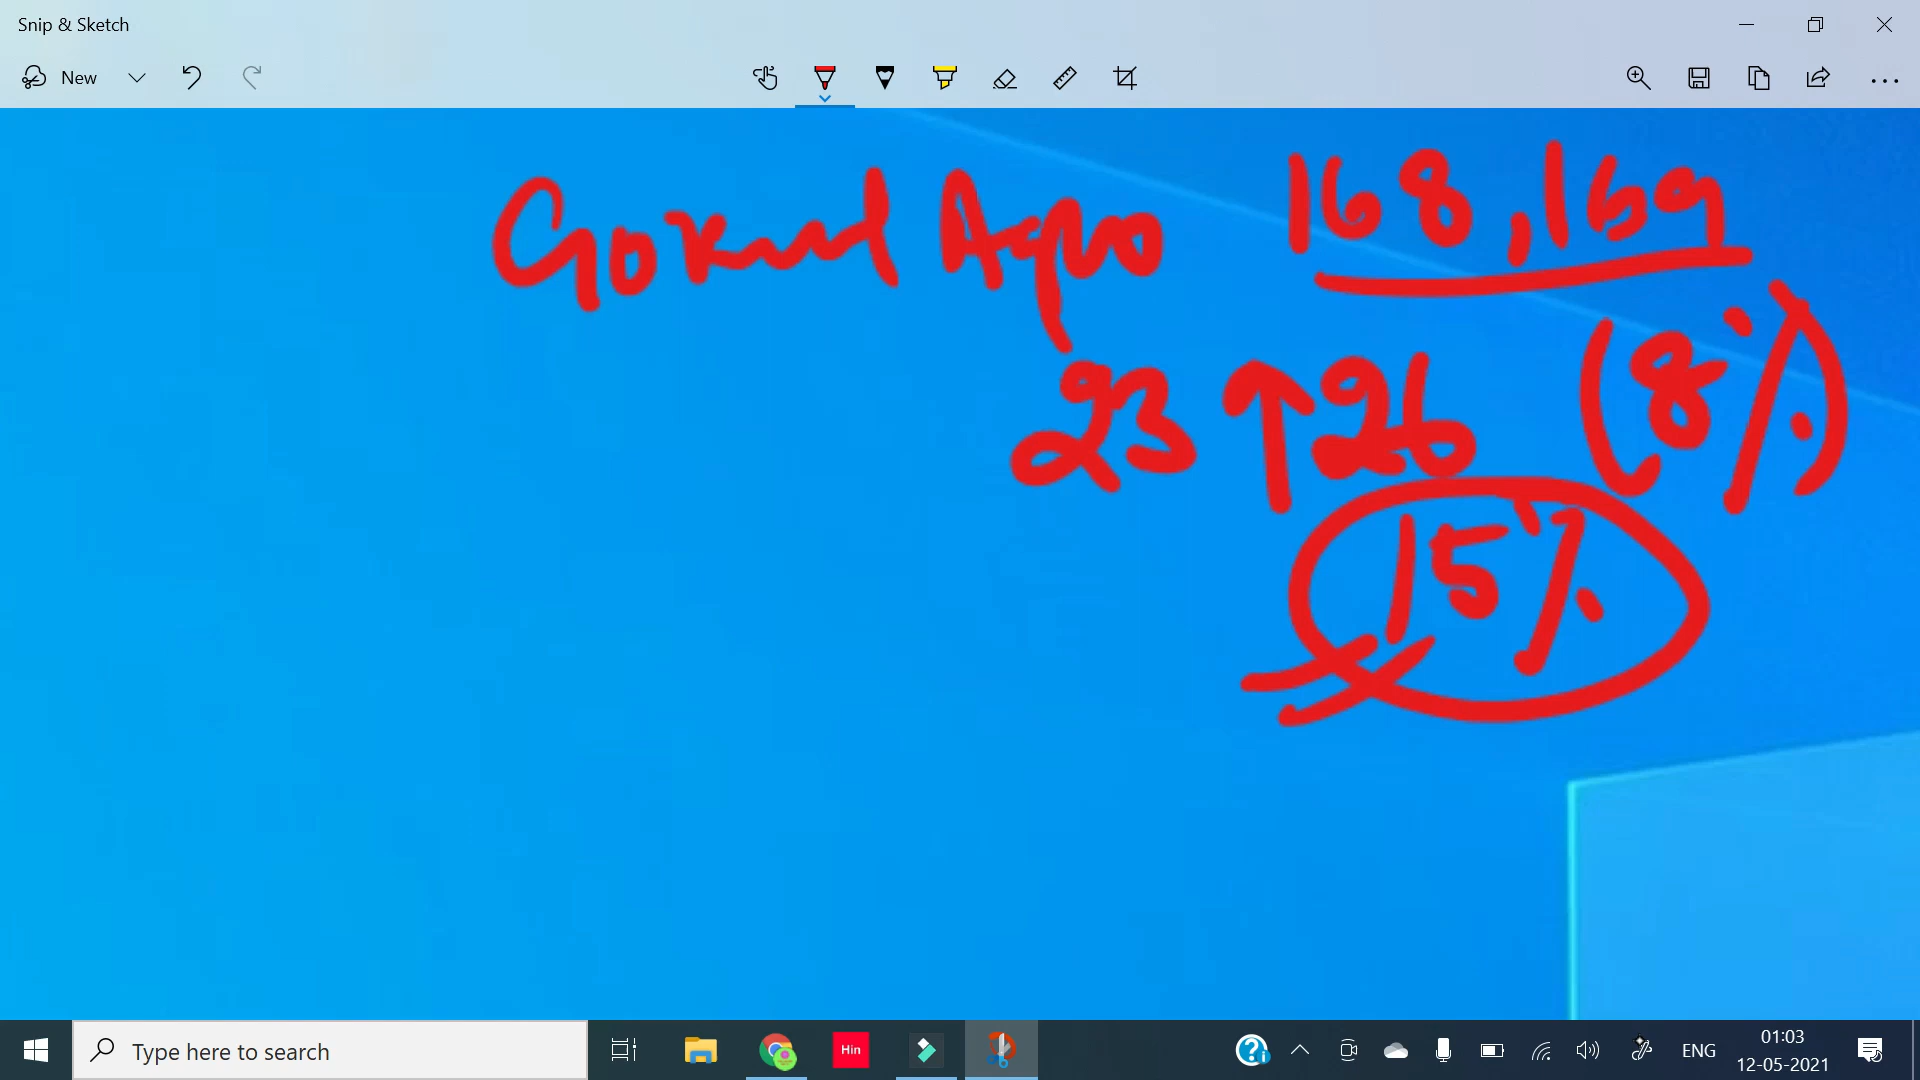 Snip & Sketch
New
Gokul Agro 168,169
23 ↑ 26 (8%)
15%
Type here to search
Hin
ENG
01:03
12-05-2021